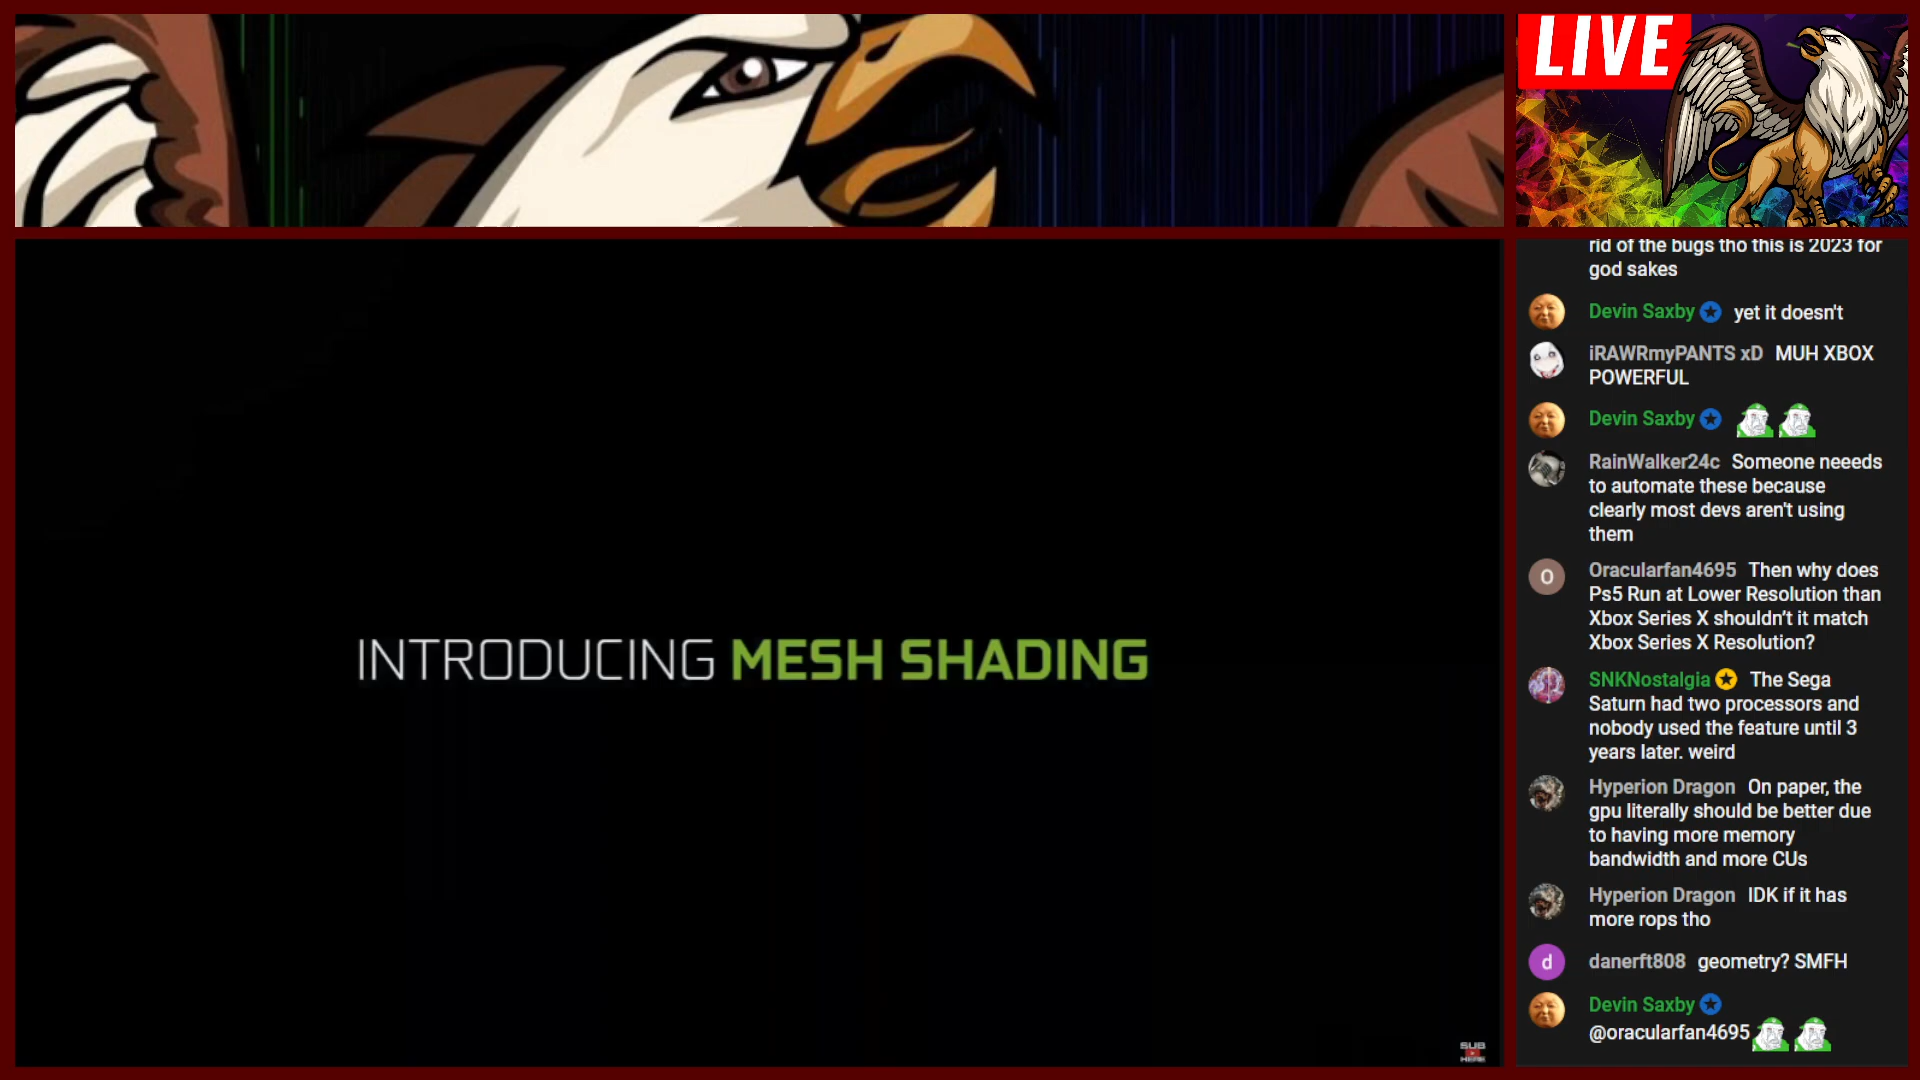 LIVE
INTRODUCING MESH SHADING
SUB
HERE
rid of the bugs tho this is 2023 for
god sakes
Devin Saxby yet it doesn't
iRAWRmyPANTS xD MUH XBOX
POWERFUL
Devin Saxby
RainWalker24c Someone neeeds
to automate these because
clearly most devs aren't using
them
O
Oracularfan4695 Then why does
Ps5 Run at Lower Resolution than
Xbox Series X shouldn’t it match
Xbox Series X Resolution?
SNKNostalgia The Sega
Saturn had two processors and
nobody used the feature until 3
years later. weird
Hyperion Dragon On paper, the
gpu literally should be better due
to having more memory
bandwidth and more CUs
Hyperion Dragon IDK if it has
more rops tho
d
danerft808 geometry? SMFH
Devin Saxby
@oracularfan4695